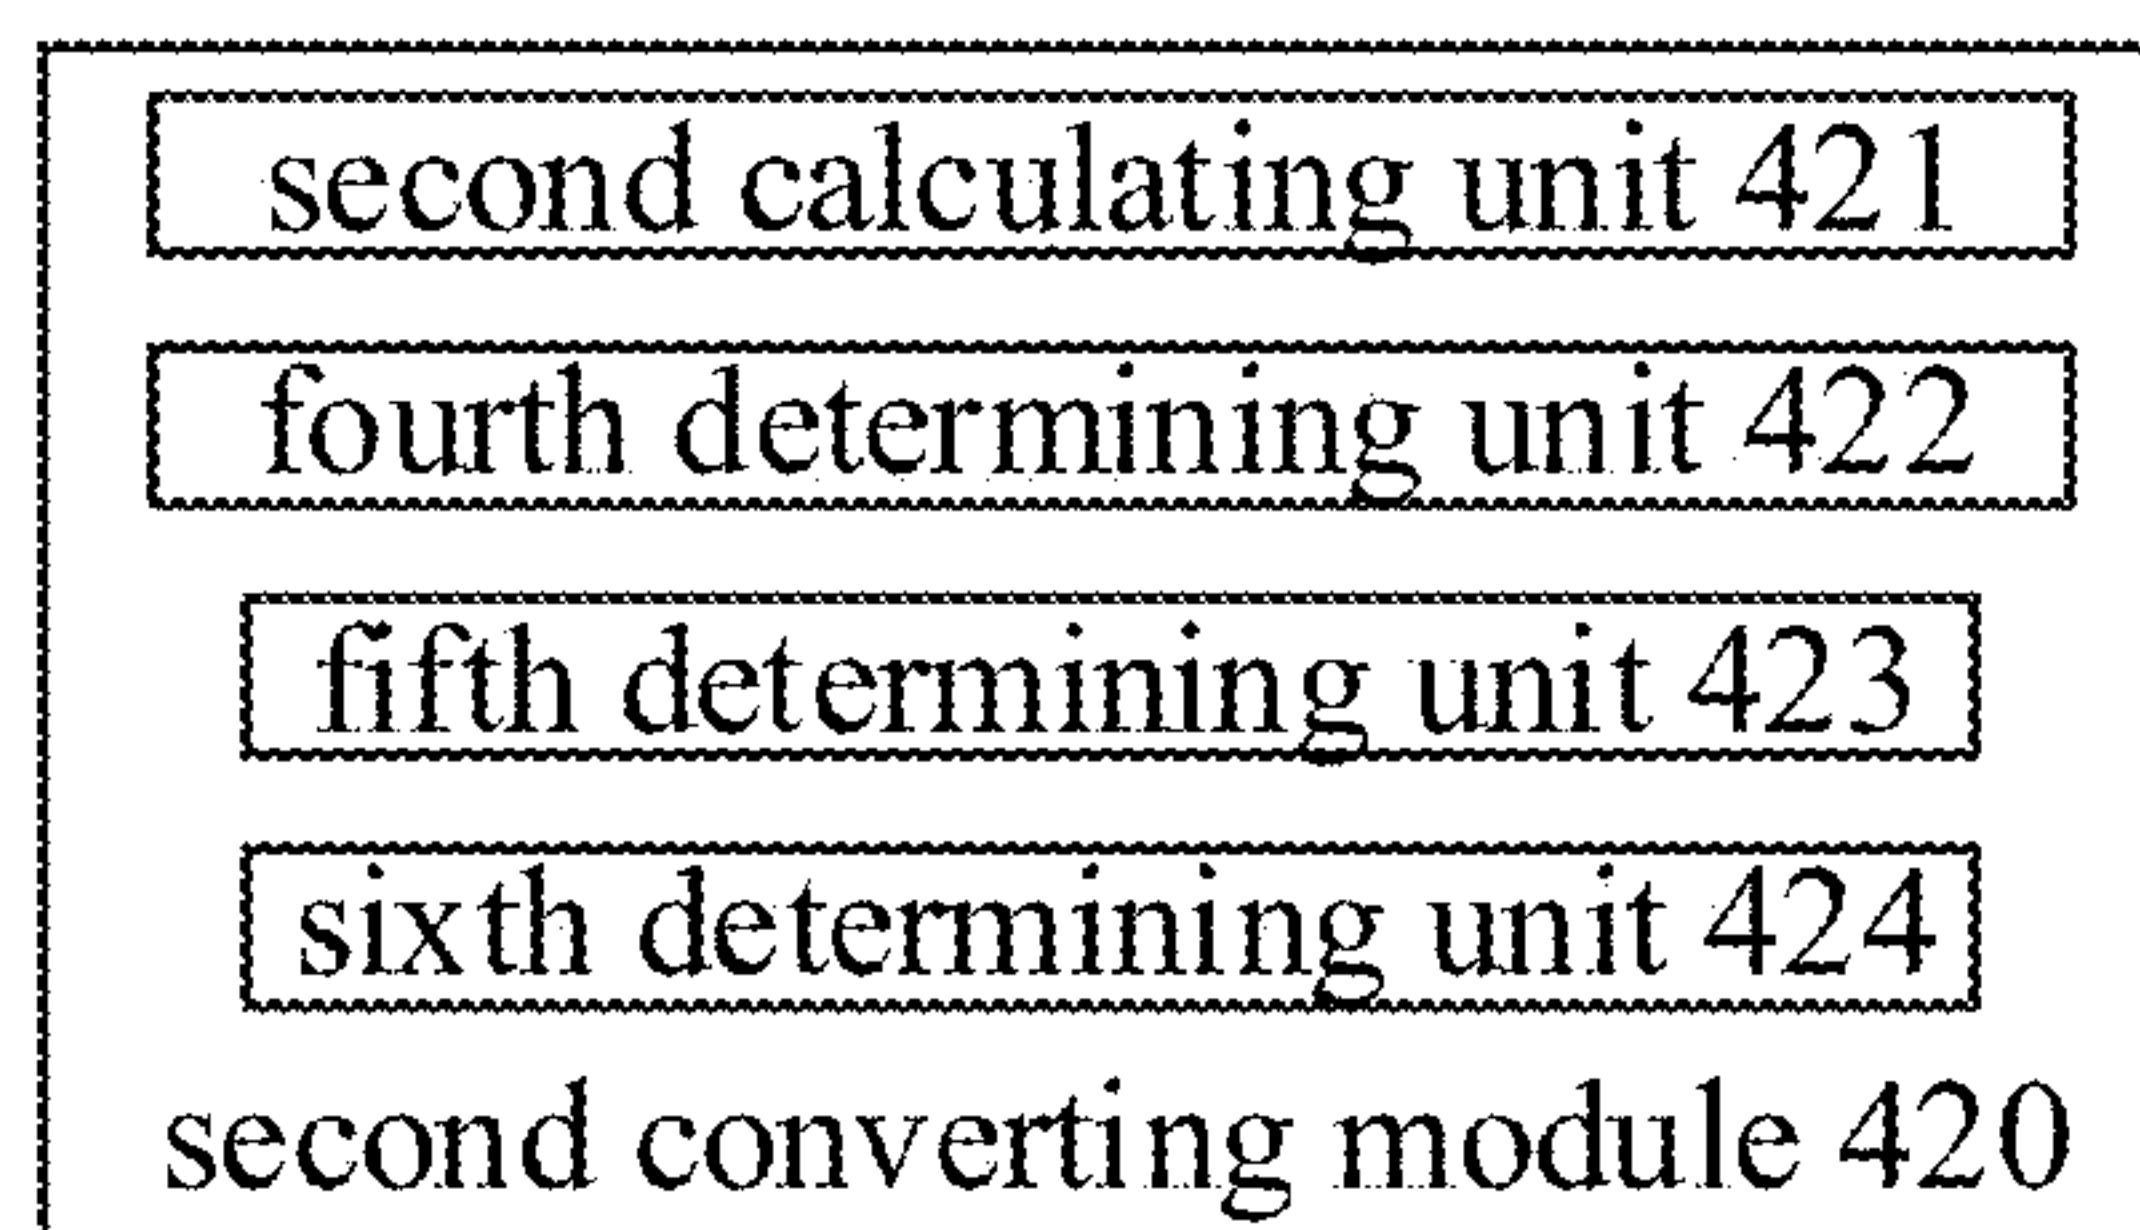 second calculating unit 421
fourth determining unit 422
fifth determining unit 423
sixth determining unit 424
second converting module 420